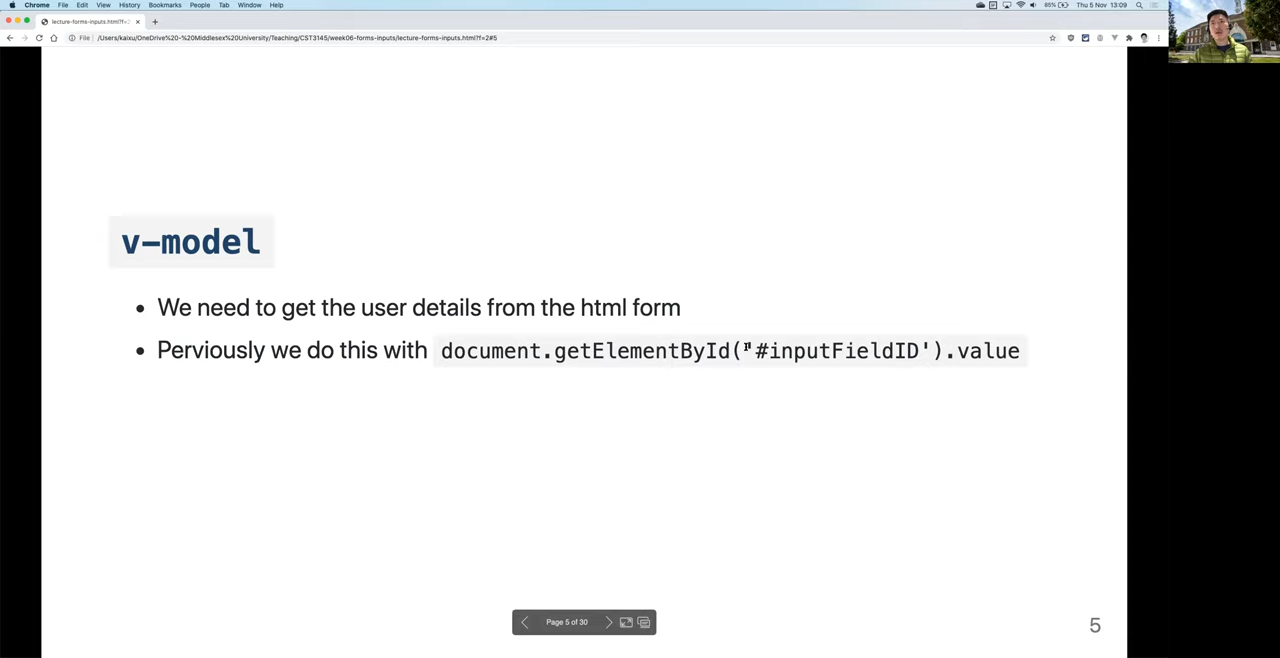 Chrome File Edit View History Bookmarks People Tab Window Help 85% Thu 5 Nov 13:09
lecture-forms-inputs.html?f=2
File /Users/kaixu/OneDrive%20-%20Middlesex%20University/Teaching/CST3145/week06-forms-inputs/lecture-forms-inputs.html?f=2#5
v-model
• We need to get the user details from the html form
• Perviously we do this with document.getElementById('#inputFieldID').value
Page 5 of 30
5